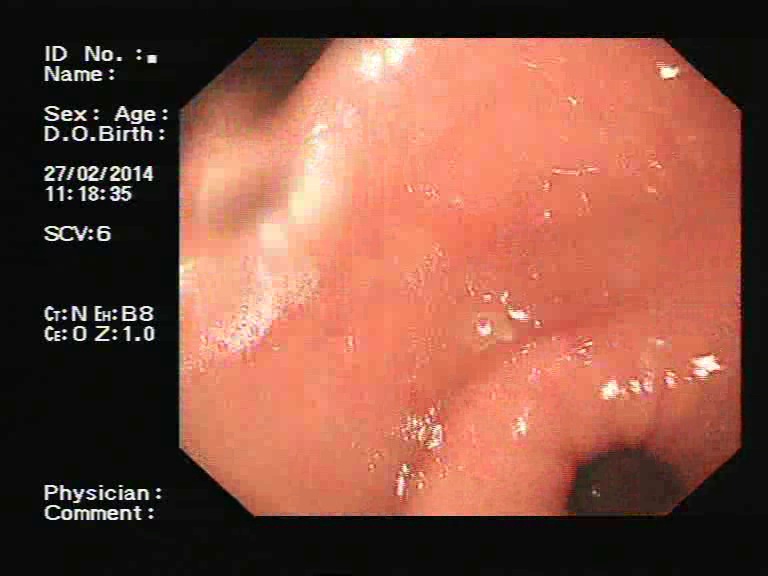 ID No. :
Name:
Sex: Age:
D.O.Birth:
27/02/2014
11:18:35
SCV:6
CT:N EH:B8
CE:0 Z:1.0
Physician:
Comment: